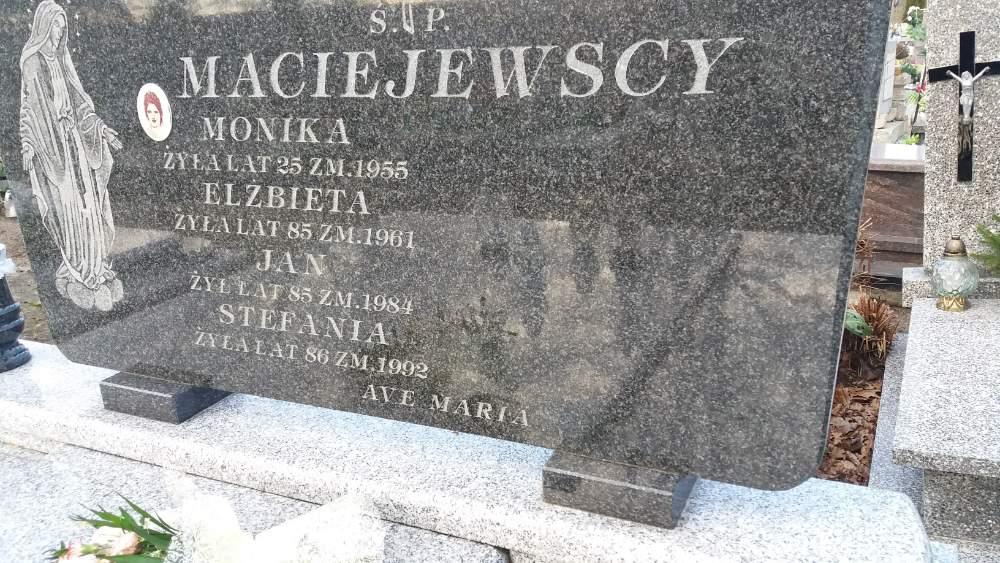 Ś.✝P.
MACIEJEWSCY
MONIKA
ŻYŁA LAT 25 ZM.1955
ELŻBIETA
ŻYŁA LAT 85 ZM.1961
JAN
ŻYŁ LAT 85 ZM.1984
STEFANIA
ŻYŁA LAT 86 ZM.1992
AVE MARIA